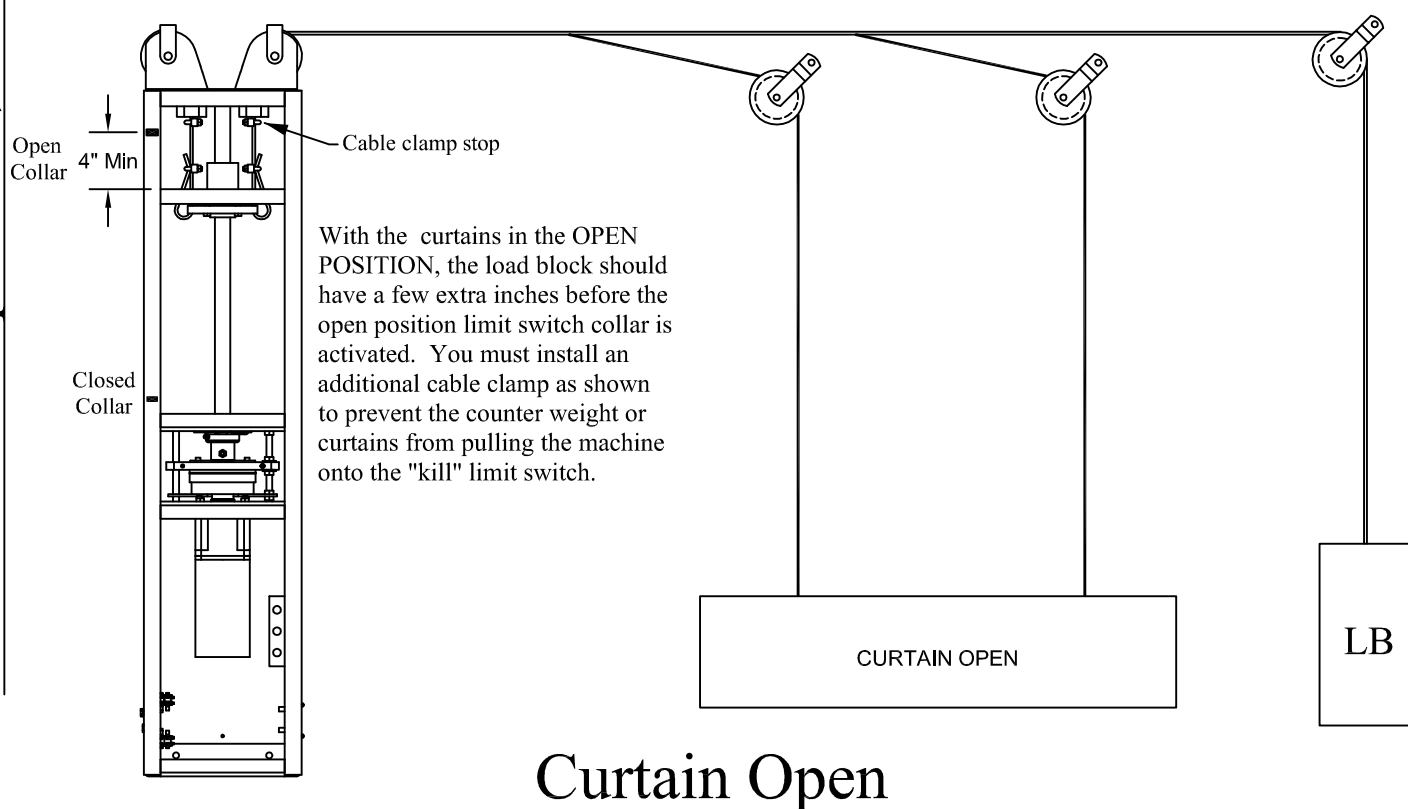 Open
Collar
4" Min
Cable clamp stop
With the curtains in the OPEN
POSITION, the load block should
have a few extra inches before the
open position limit switch collar is
activated. You must install an
additional cable clamp as shown
to prevent the counter weight or
curtains from pulling the machine
onto the "kill" limit switch.
Closed
Collar
CURTAIN OPEN
LB
Curtain Open